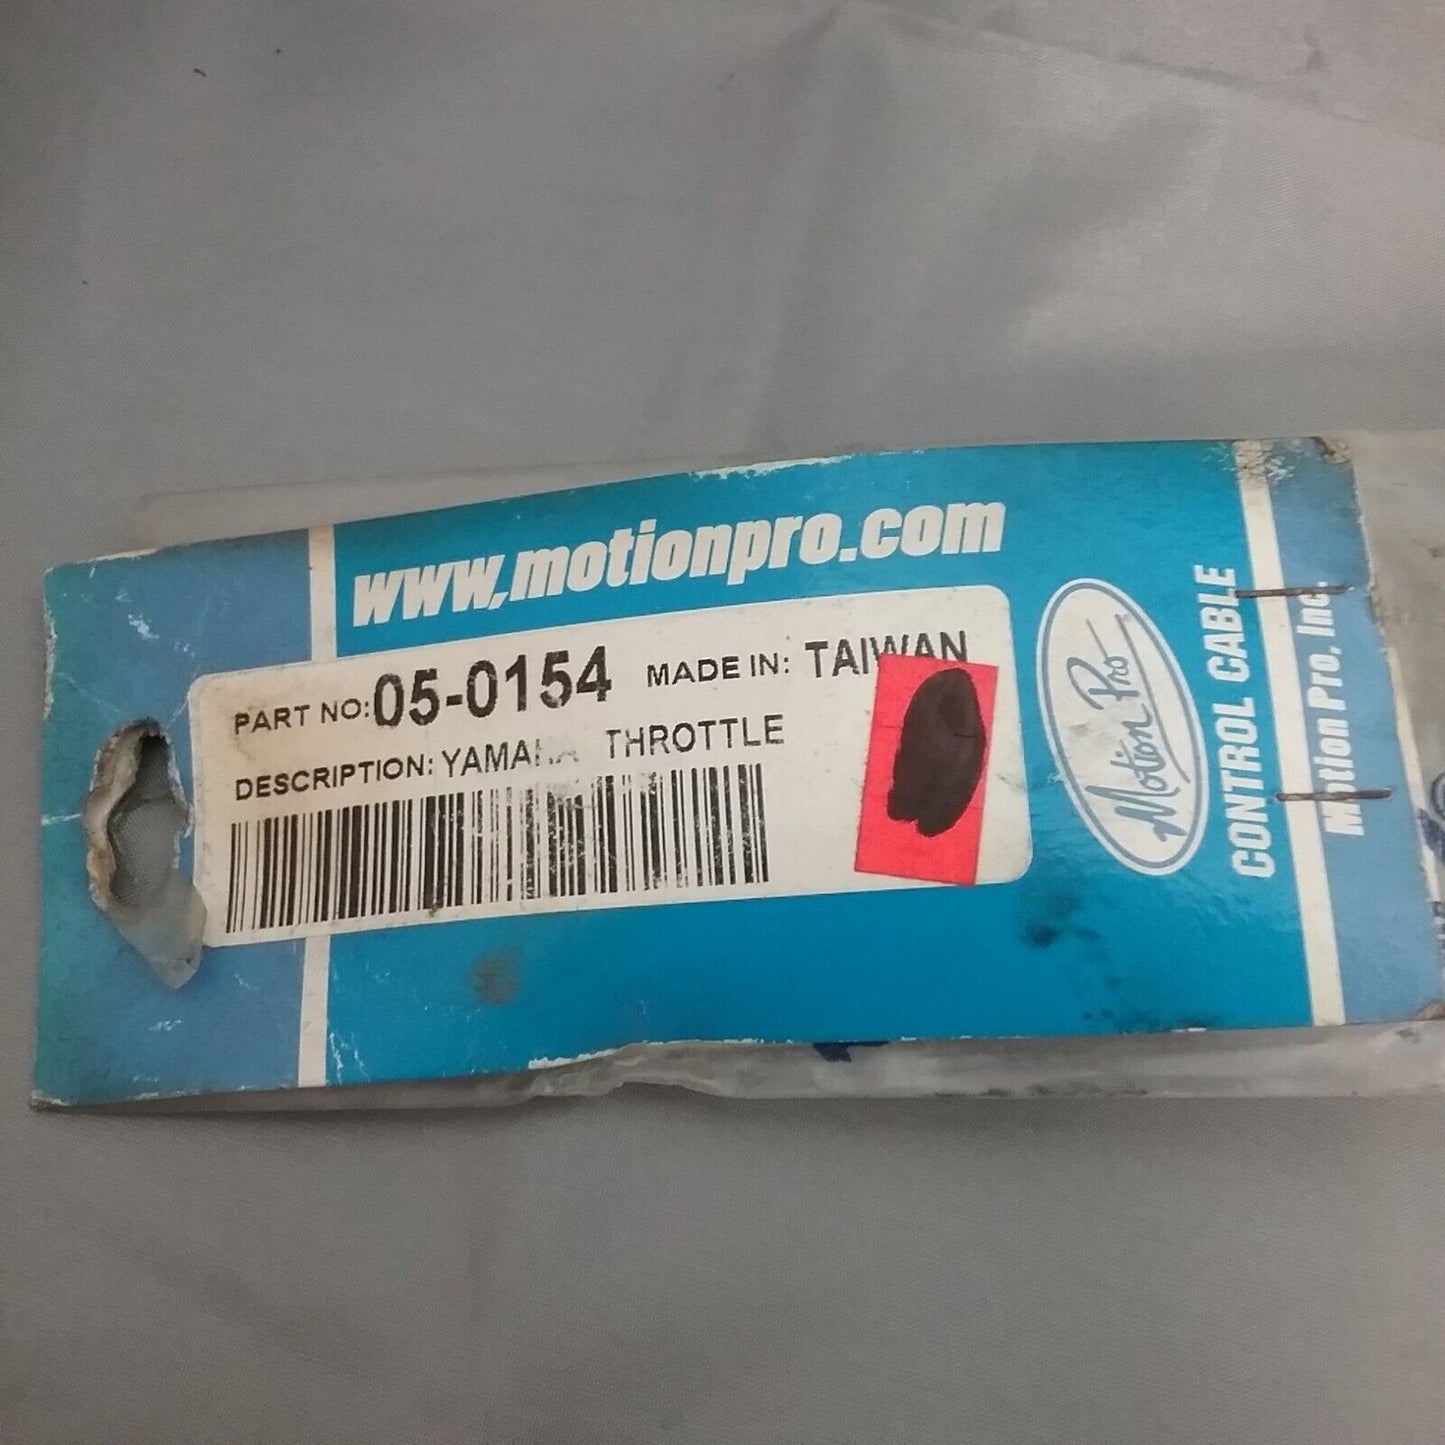 www.motionpro.com
PART NO: 05-0154 MADE IN: TAIWAN
DESCRIPTION: YAMAHA THROTTLE
Motion Pro
CONTROL CABLE
Motion Pro, Inc.